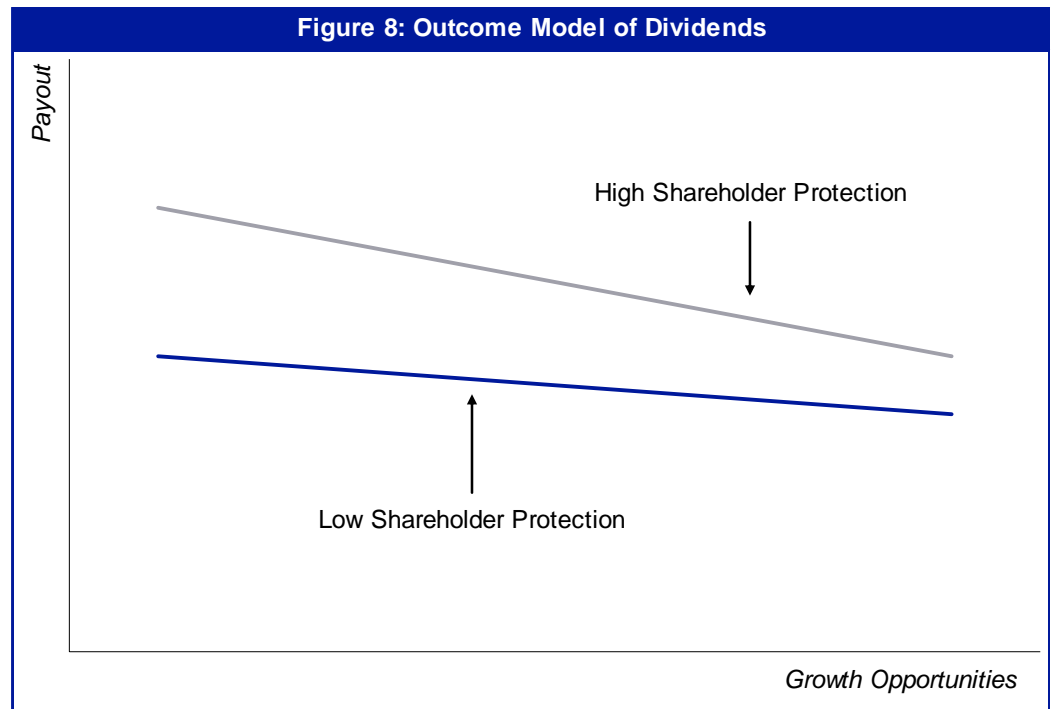 Figure 8: Outcome Model of Dividends
Payout
High Shareholder Protection
Low Shareholder Protection
Growth Opportunities